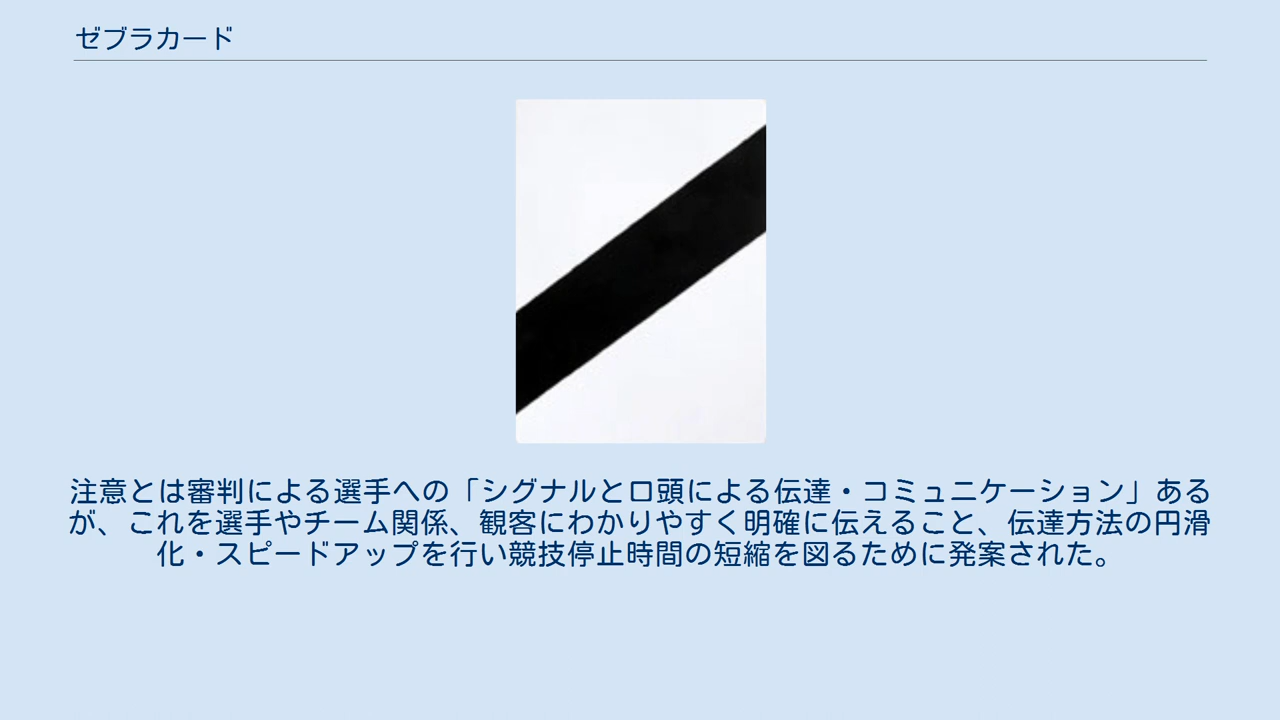 ゼブラカード
注意とは審判による選手への「シグナルと口頭による伝達・コミュニケーション」ある
が、これを選手やチーム関係、観客にわかりやすく明確に伝えること、伝達方法の円滑
化・スピードアップを行い競技停止時間の短縮を図るために発案された。